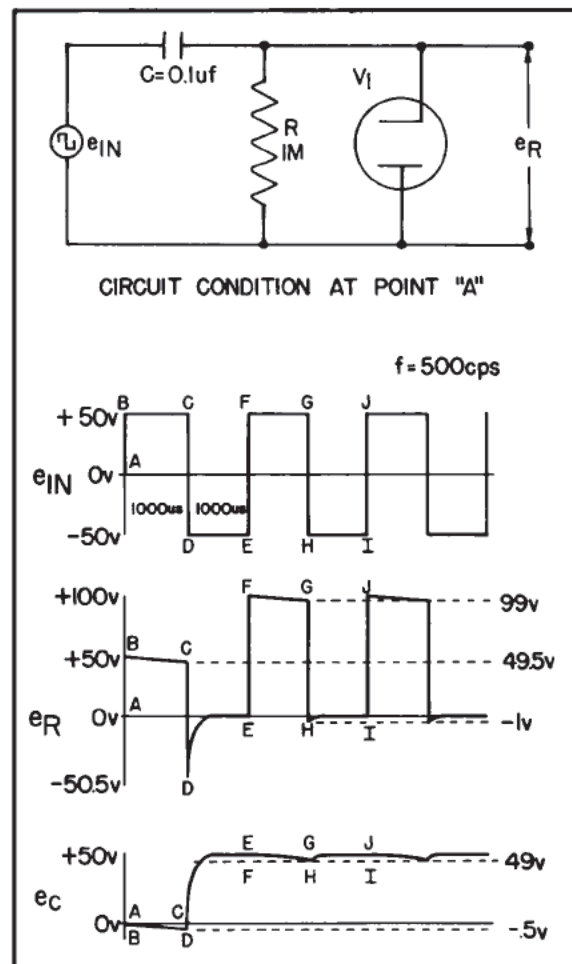 C=0.1uf
V1
eIN
R
1M
eR
CIRCUIT CONDITION AT POINT "A"
f=500cps
B C F G J
+50v
A
eIN 0v
1000us 1000us
-50v
D E H I
+100v F G J 99v
B C
+50v 49.5v
A
0v
eR E H I -1v
-50.5v D
+50v E G J
F H I 49v
eC
0v A C
B D -.5v